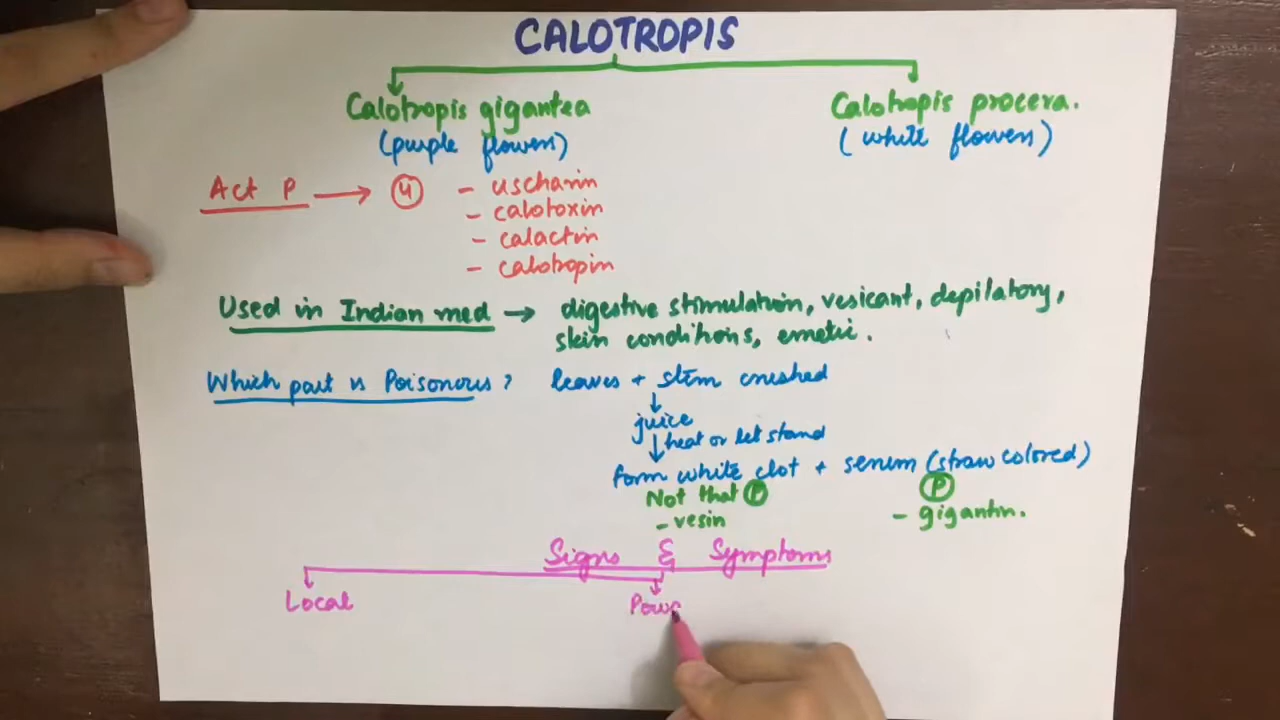 CALOTROPIS
Calotropis gigantea
(purple flowers)
Calotropis procera.
(white flowers)
Act P → 4 - uscharin
- calotoxin
- calactin
- calotropin
Used in Indian med → digestive stimulation, vesicant, depilatory,
skin conditions, emetic.
Which part is Poisonous? leaves + stem crushed
↓
juice
↓ heat or let stand
form white clot + serum (straw colored)
Not that P
- vesin
P
- gigantin.
Signs & Symptoms
Local
Pow